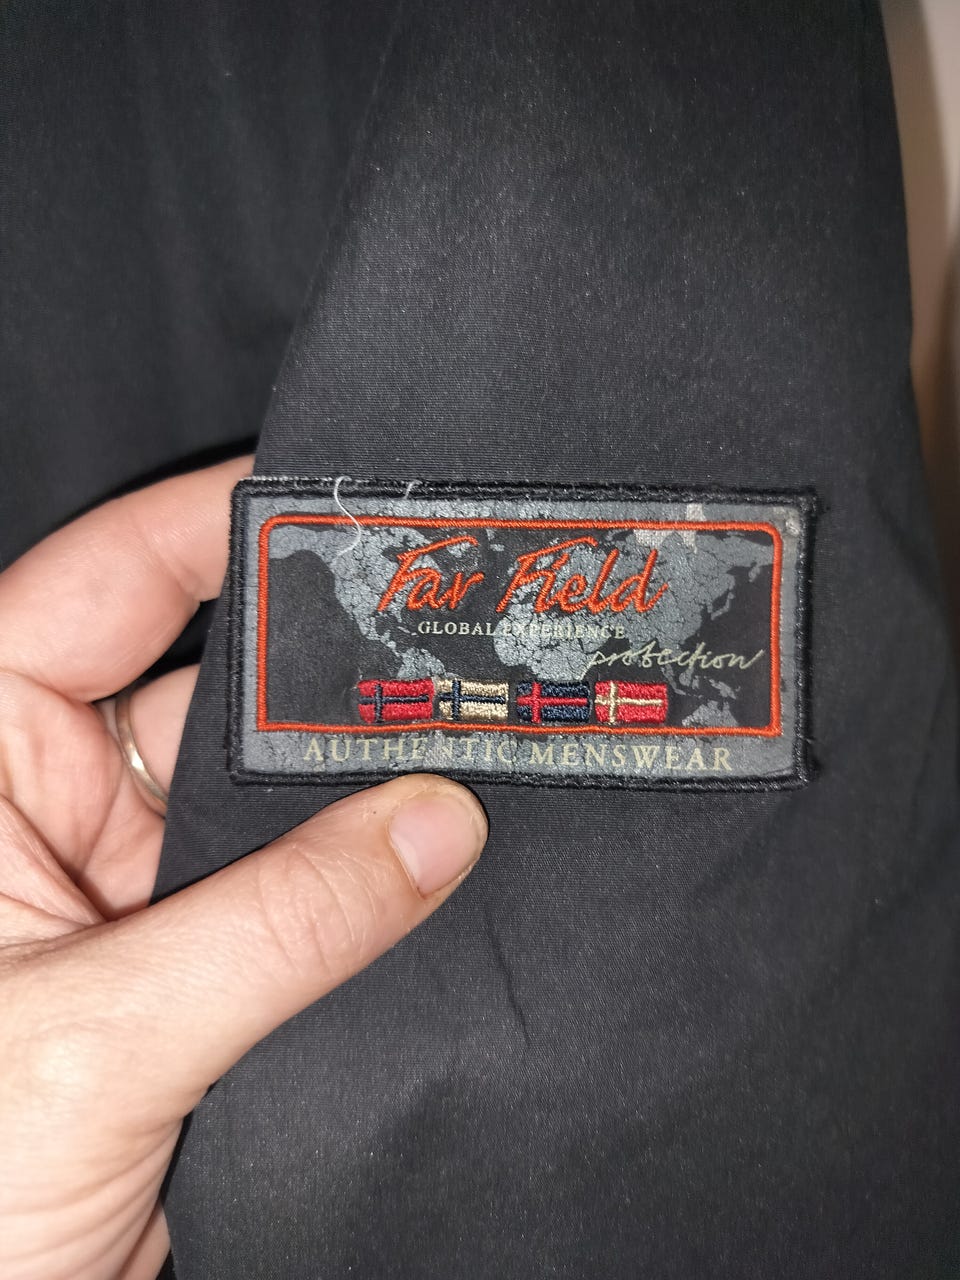 Far Field
GLOBAL EXPERIENCE
protection
AUTHENTIC MENSWEAR